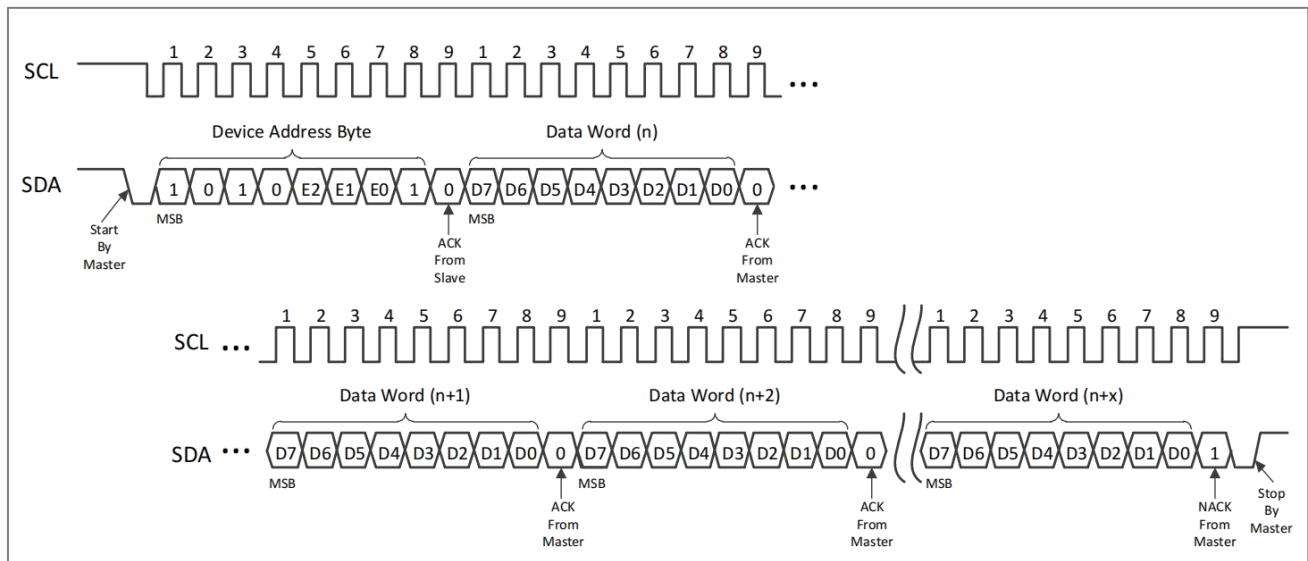 1 2 3 4 5 6 7 8 9 1 2 3 4 5 6 7 8 9
SCL ...
Device Address Byte Data Word (n)
SDA 1 0 1 0 E2 E1 E0 1 0 D7 D6 D5 D4 D3 D2 D1 D0 0 ...
MSB MSB
Start
By
Master
ACK
From
Slave
ACK
From
Master
1 2 3 4 5 6 7 8 9 1 2 3 4 5 6 7 8 9 1 2 3 4 5 6 7 8 9
SCL ...
Data Word (n+1) Data Word (n+2) Data Word (n+x)
SDA ... D7 D6 D5 D4 D3 D2 D1 D0 0 D7 D6 D5 D4 D3 D2 D1 D0 0 D7 D6 D5 D4 D3 D2 D1 D0 1
MSB MSB MSB
ACK
From
Master
ACK
From
Master
NACK
From
Master
Stop
By
Master